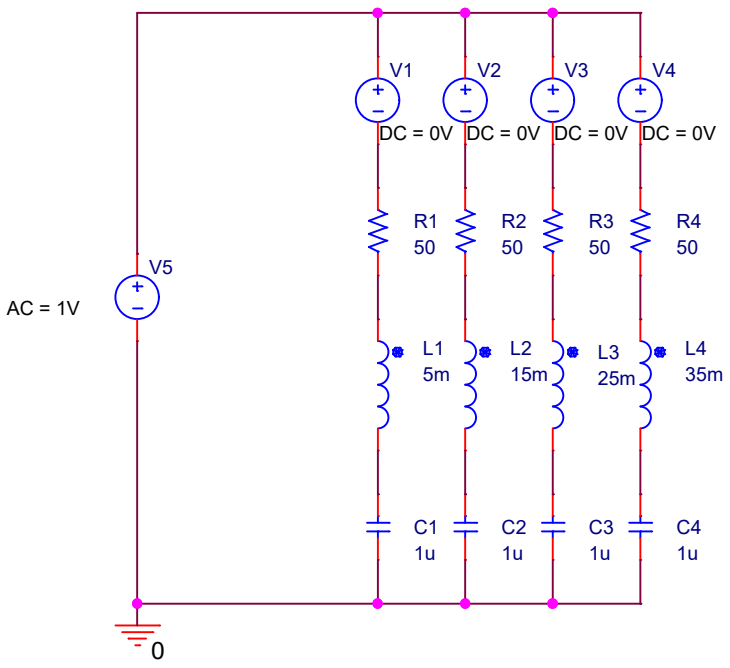 V1
V2
V3
V4
DC = 0V
DC = 0V
DC = 0V
DC = 0V
R1
50
R2
50
R3
50
R4
50
V5
AC = 1V
L1
5m
L2
15m
L3
25m
L4
35m
C1
1u
C2
1u
C3
1u
C4
1u
0